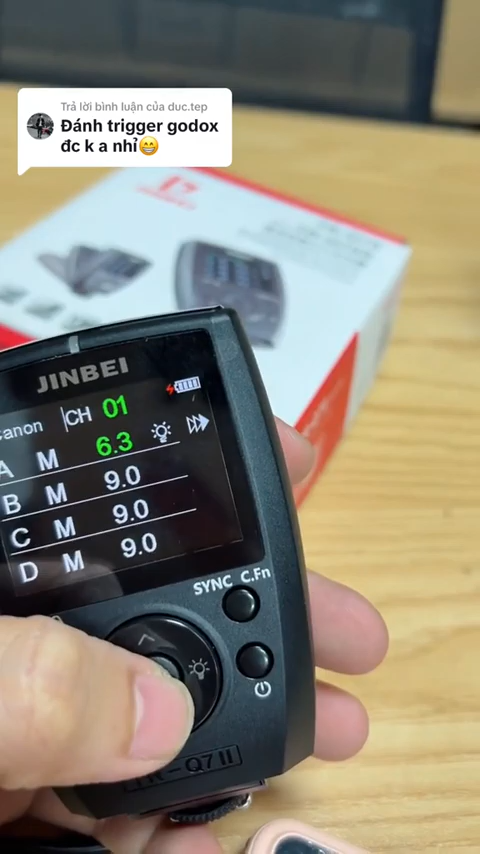 Trả lời bình luận của duc.tep
Đánh trigger godox
đc k a nhỉ😁
JINBEI
anon CH 01
A M 6.3
B M 9.0
C M 9.0
D M 9.0
SYNC C.Fn
-Q7II